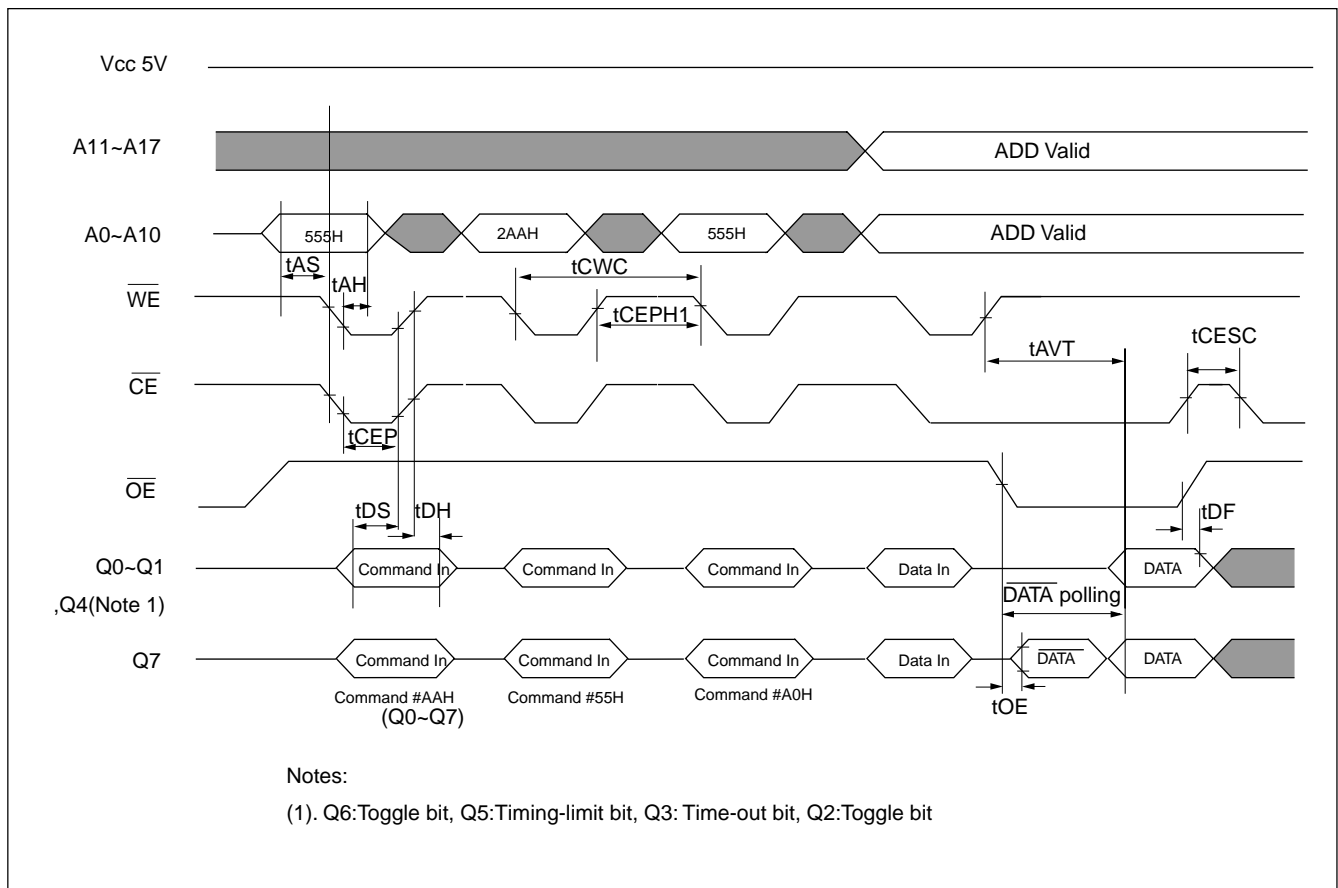 Vcc 5V
A11~A17
ADD Valid
A0~A10
555H
2AAH
555H
ADD Valid
tAS
tAH
tCWC
WE
tCEPH1
tAVT
tCESC
CE
tCEP
OE
tDS
tDH
tDF
Q0~Q1
,Q4(Note 1)
Command In
Command In
Command In
Data In
DATA
DATA polling
Q7
Command In
Command In
Command In
Data In
DATA
DATA
Command #AAH
Command #55H
Command #A0H
(Q0~Q7)
tOE
Notes:
(1). Q6:Toggle bit, Q5:Timing-limit bit, Q3: Time-out bit, Q2:Toggle bit